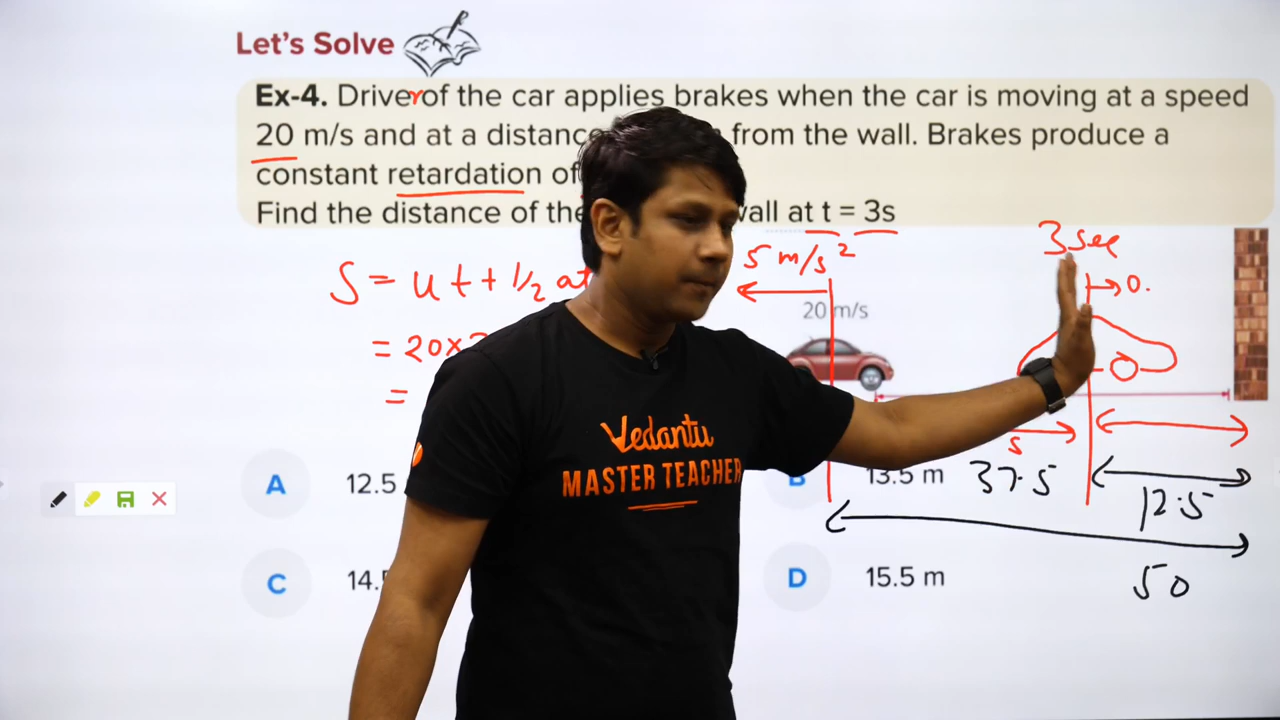 Let's Solve
Ex-4. Driver of the car applies brakes when the car is moving at a speed
20 m/s and at a distance from the wall. Brakes produce a
constant retardation of
Find the distance of the wall at t = 3s
3 sec
5 m/s²
S = ut + 1/2 at
0.
20 m/s
= 20×
=
s
A 12.5
B 13.5 m
37.5
12.5
Vedantu
MASTER TEACHER
C 14.
D 15.5 m
50